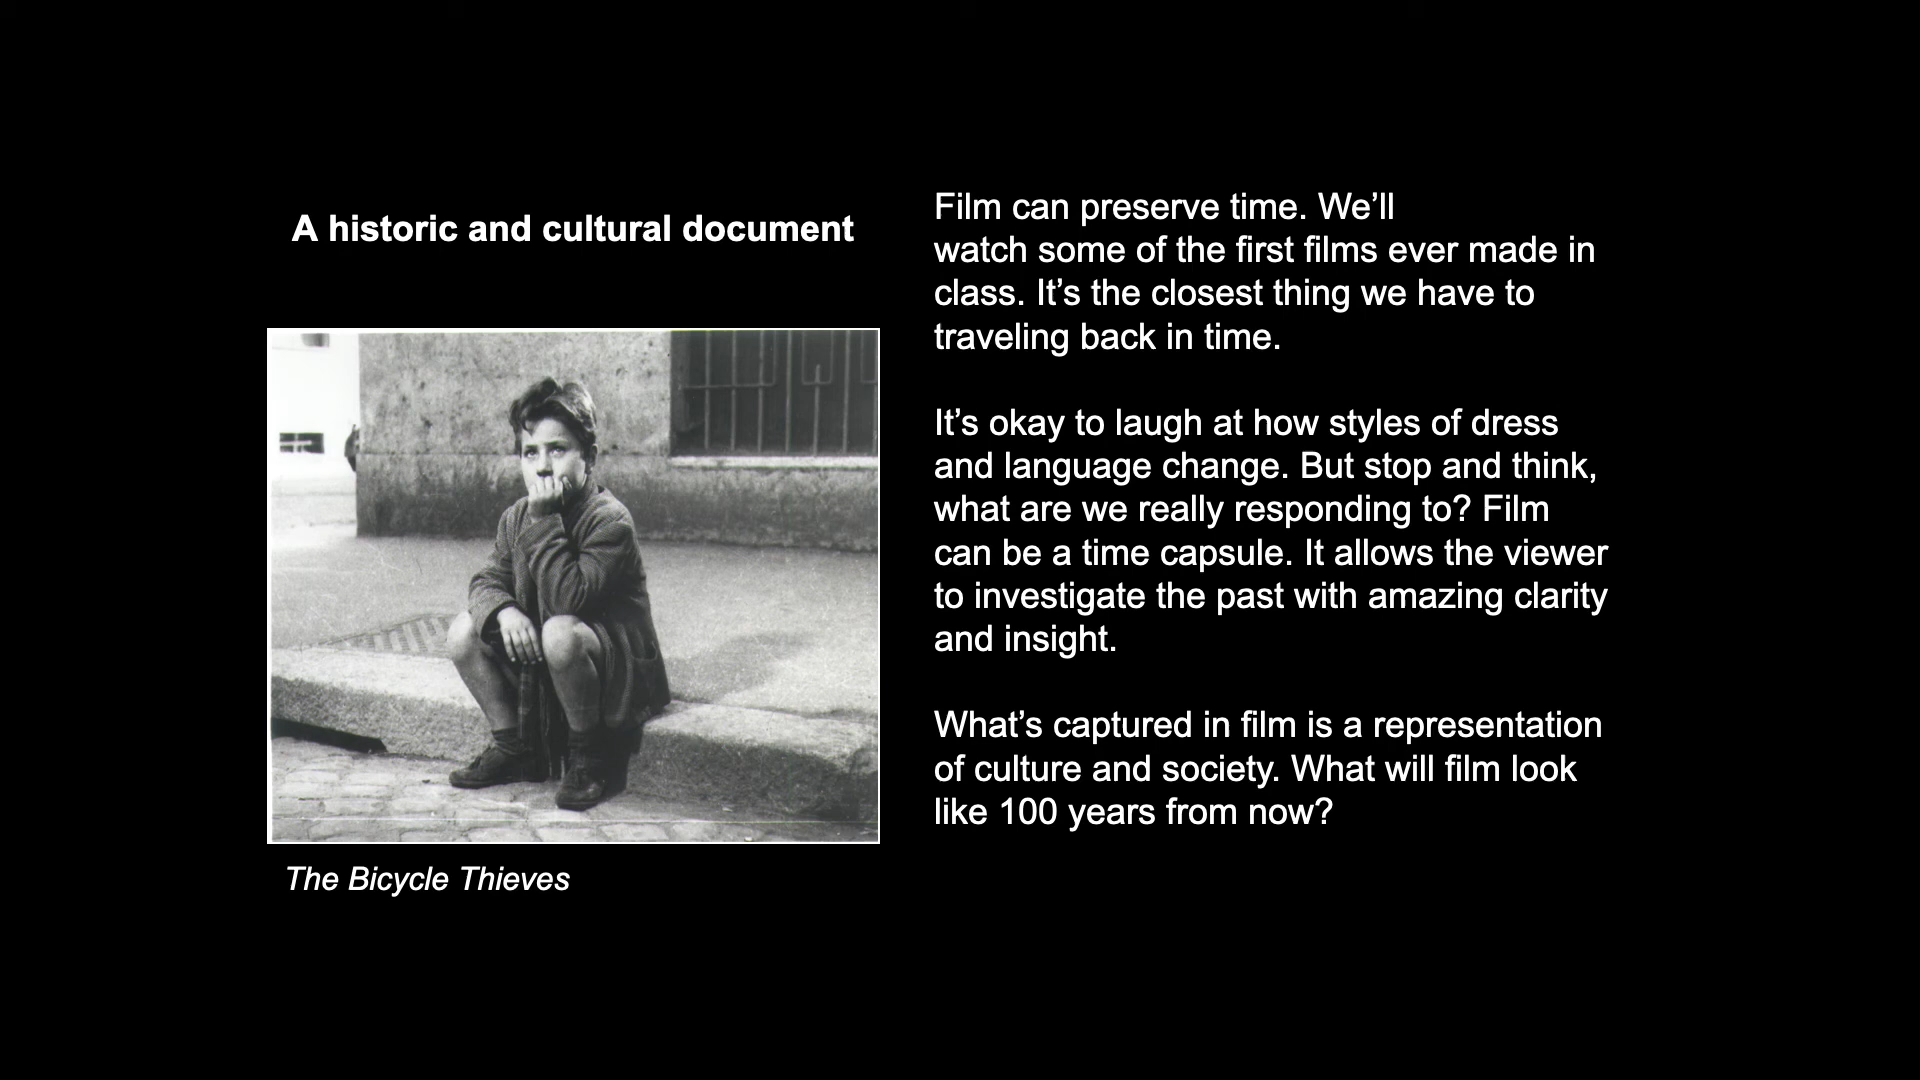 A historic and cultural document
The Bicycle Thieves
Film can preserve time. We’ll
watch some of the first films ever made in
class. It’s the closest thing we have to
traveling back in time.
It’s okay to laugh at how styles of dress
and language change. But stop and think,
what are we really responding to? Film
can be a time capsule. It allows the viewer
to investigate the past with amazing clarity
and insight.
What’s captured in film is a representation
of culture and society. What will film look
like 100 years from now?